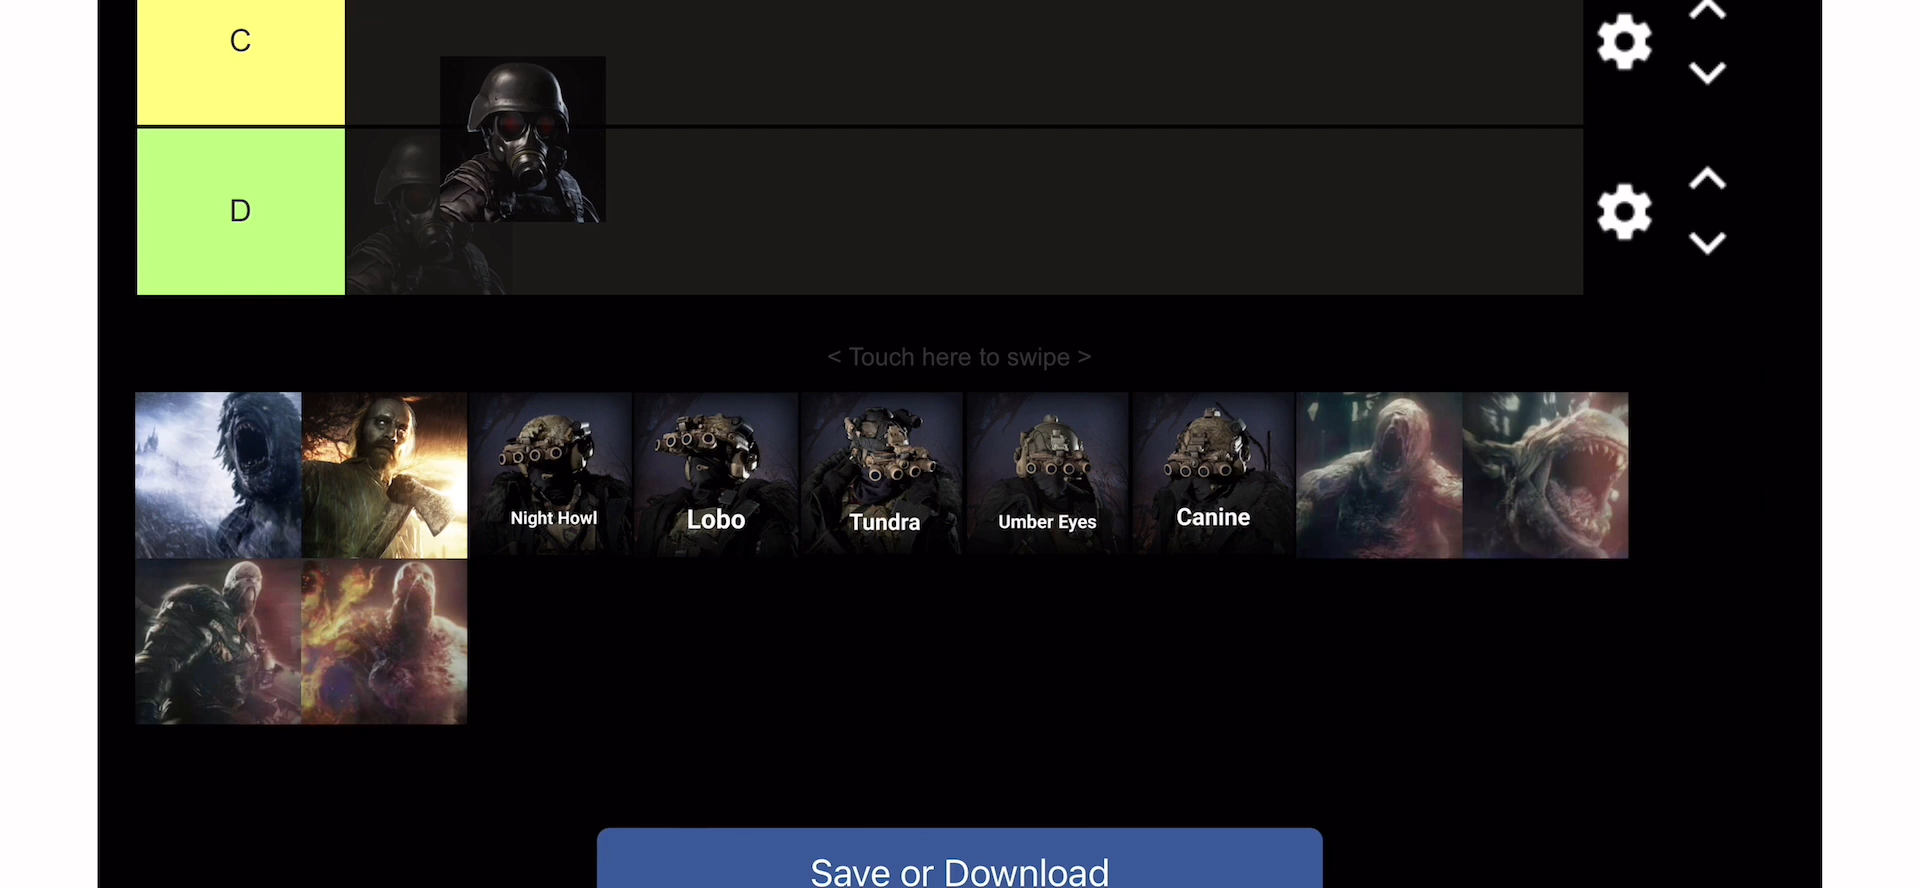 C
D
< Touch here to swipe >
Night Howl
Lobo
Tundra
Umber Eyes
Canine
Save or Download